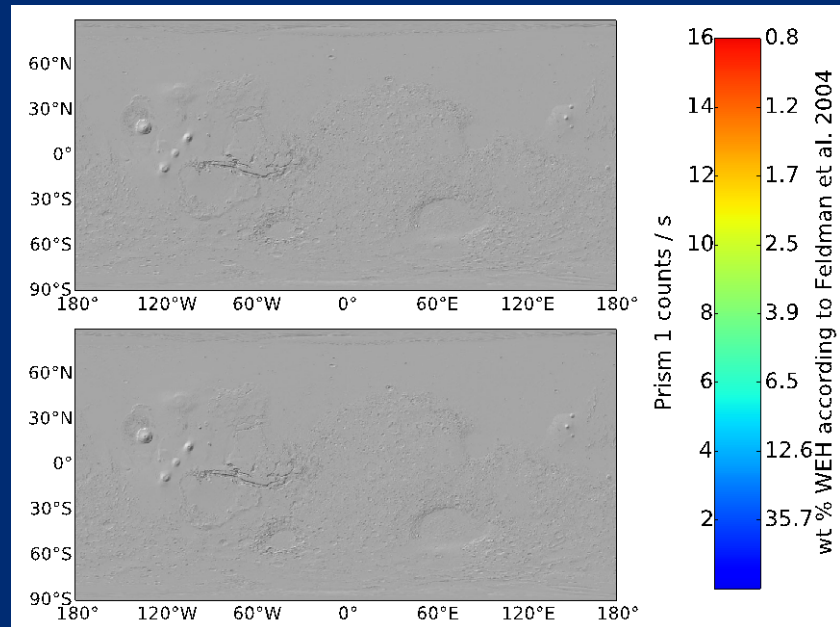 60°N
30°N
0°
30°S
60°S
90°S
180° 120°W 60°W 0° 60°E 120°E 180°
60°N
30°N
0°
30°S
60°S
90°S
180° 120°W 60°W 0° 60°E 120°E 180°
Prism 1 counts / s
16 0.8
14 1.2
12 1.7
10 2.5
8 3.9
6 6.5
4 12.6
2 35.7
wt % WEH according to Feldman et al. 2004